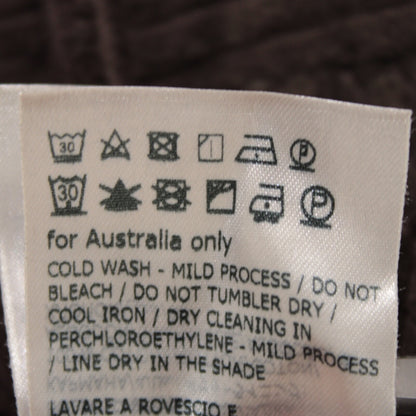 30 P
30 P
for Australia only
COLD WASH - MILD PROCESS / DO NOT
BLEACH / DO NOT TUMBLER DRY /
COOL IRON / DRY CLEANING IN
PERCHLOROETHYLENE - MILD PROCESS
/ LINE DRY IN THE SHADE
LAVARE A ROVESCIO